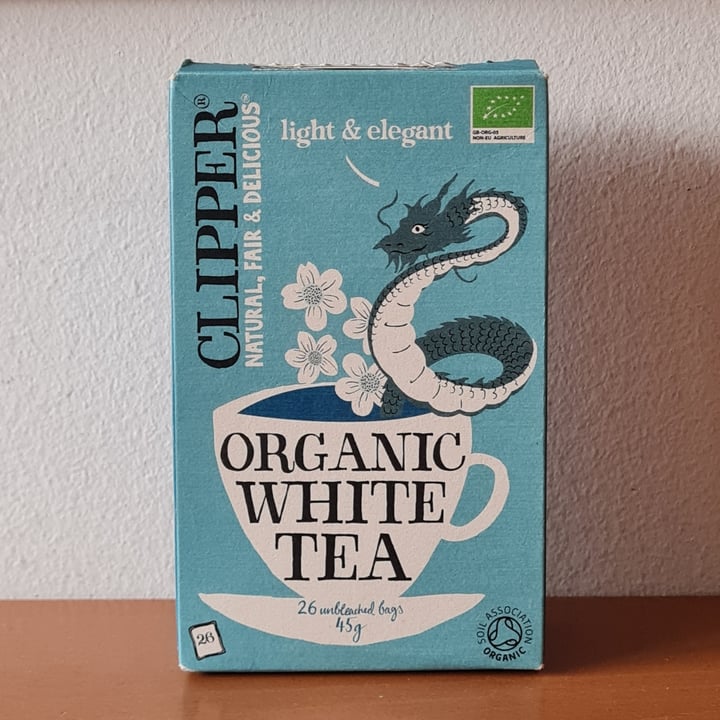 CLIPPER®
NATURAL, FAIR & DELICIOUS®
light & elegant
GB-ORG-05
NON-EU AGRICULTURE
ORGANIC
WHITE
TEA
26 unbleached bags
45g
26
SOIL ASSOCIATION
ORGANIC